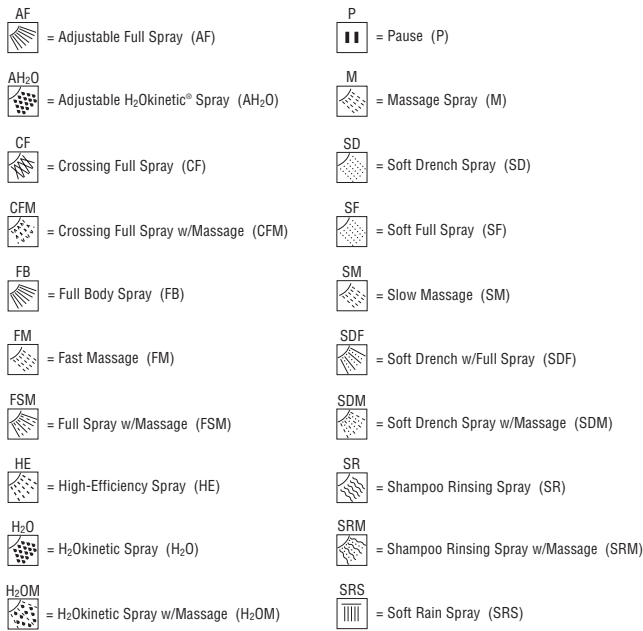 AF
= Adjustable Full Spray (AF)
AH₂O
= Adjustable H₂Okinetic® Spray (AH₂O)
CF
= Crossing Full Spray (CF)
CFM
= Crossing Full Spray w/Massage (CFM)
FB
= Full Body Spray (FB)
FM
= Fast Massage (FM)
FSM
= Full Spray w/Massage (FSM)
HE
= High-Efficiency Spray (HE)
H₂O
= H₂Okinetic Spray (H₂O)
H₂OM
= H₂Okinetic Spray w/Massage (H₂OM)
P
= Pause (P)
M
= Massage Spray (M)
SD
= Soft Drench Spray (SD)
SF
= Soft Full Spray (SF)
SM
= Slow Massage (SM)
SDF
= Soft Drench w/Full Spray (SDF)
SDM
= Soft Drench Spray w/Massage (SDM)
SR
= Shampoo Rinsing Spray (SR)
SRM
= Shampoo Rinsing Spray w/Massage (SRM)
SRS
= Soft Rain Spray (SRS)